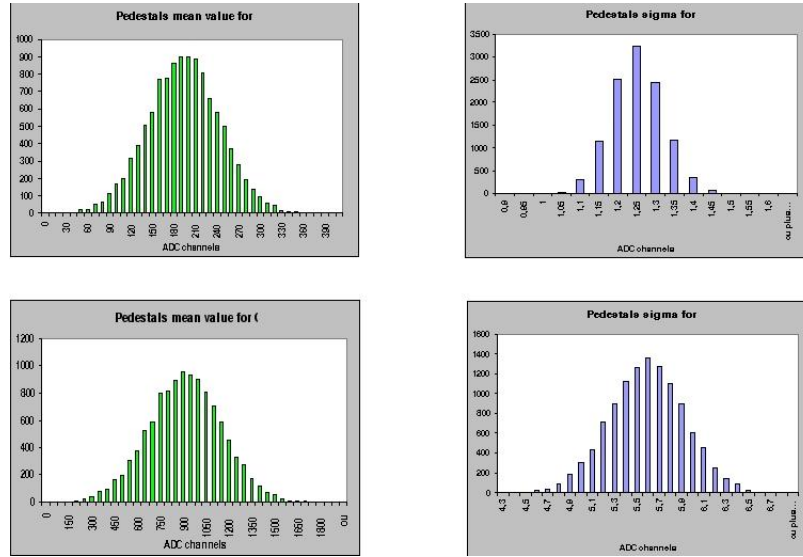 Pedestals mean value for
1000
900
800
700
600
500
400
300
200
100
0
0 30 60 90 120 150 180 210 240 270 300 330 360 390
ADC channels
Pedestals sigma for
3500
3000
2500
2000
1500
1000
500
0
0,9 0,95 1 1,05 1,1 1,15 1,2 1,25 1,3 1,35 1,4 1,45 1,5 1,55 1,6 ou plus...
ADC channels
Pedestals mean value for (
1200
1000
800
600
400
200
0
0 150 300 450 600 750 900 1050 1200 1350 1500 1650 1800 ou
ADC channels
Pedestals sigma for
1600
1400
1200
1000
800
600
400
200
0
4,3 4,5 4,7 4,9 5,1 5,3 5,5 5,7 5,9 6,1 6,3 6,5 6,7 ou plus...
ADC channels